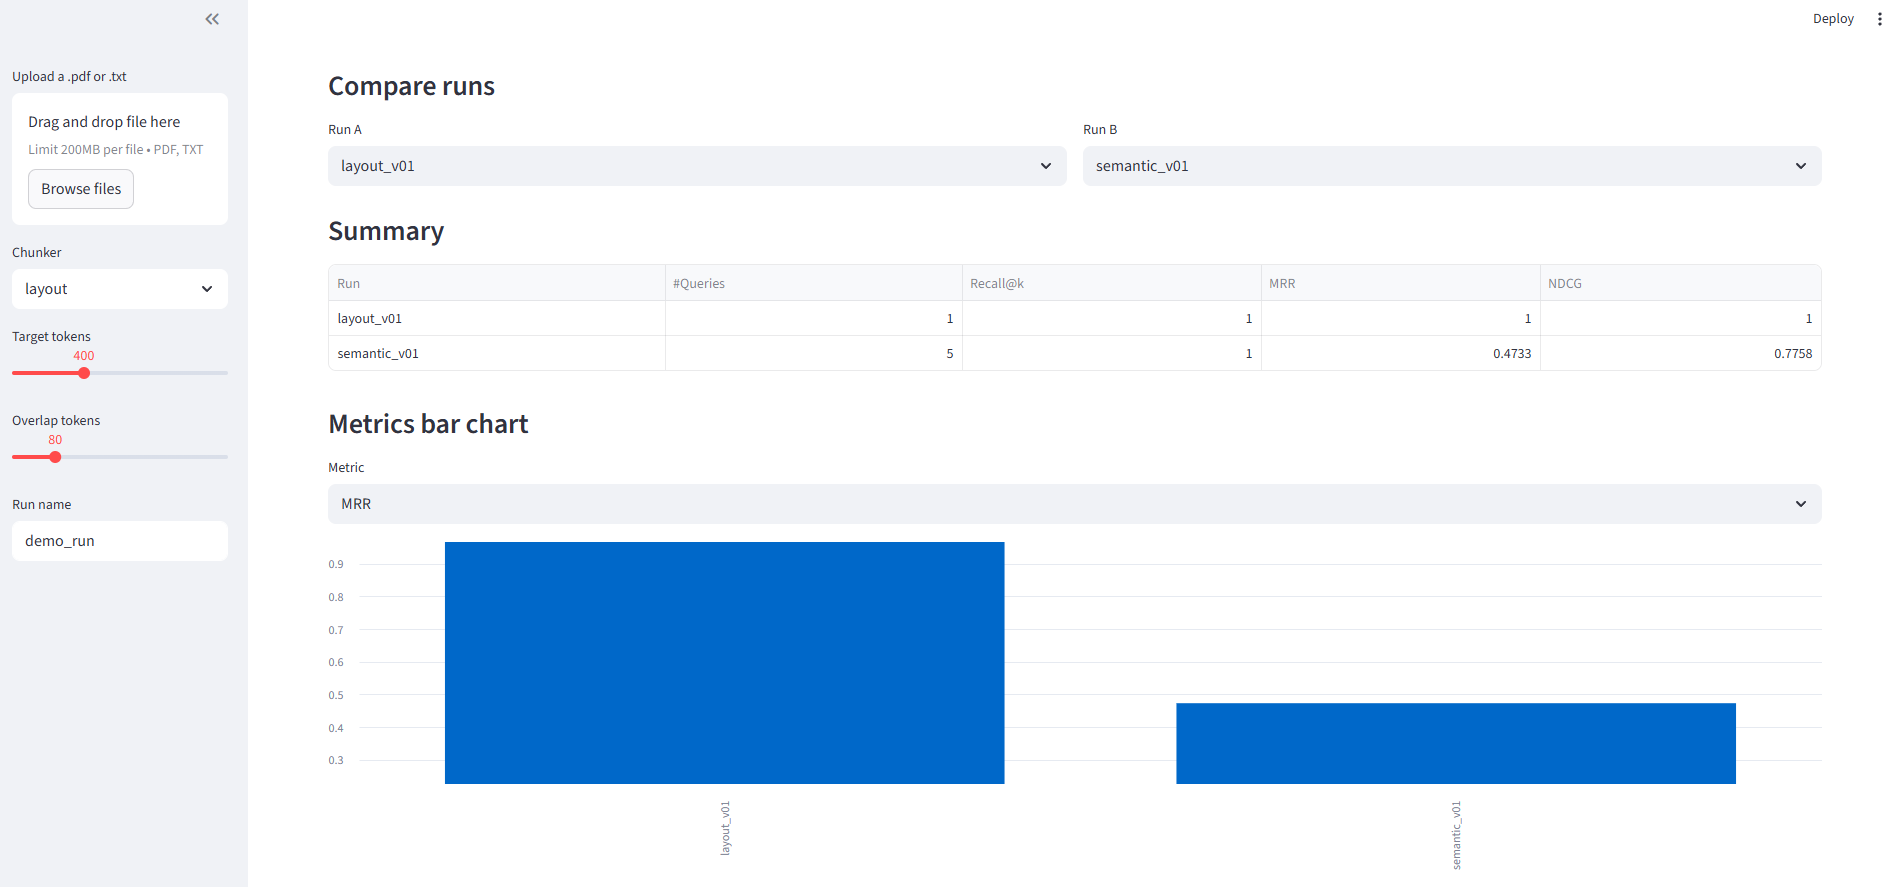 Deploy
Upload a .pdf or .txt
Drag and drop file here
Limit 200MB per file • PDF, TXT
Browse files
Chunker
layout
Target tokens
400
Overlap tokens
80
Run name
demo_run
Compare runs
Run A
Run B
layout_v01
semantic_v01
Summary
Run #Queries Recall@k MRR NDCG
layout_v01 1 1 1 1
semantic_v01 5 1 0.4733 0.7758
Metrics bar chart
Metric
MRR
0.9
0.8
0.7
0.6
0.5
0.4
0.3
layout_v01
semantic_v01